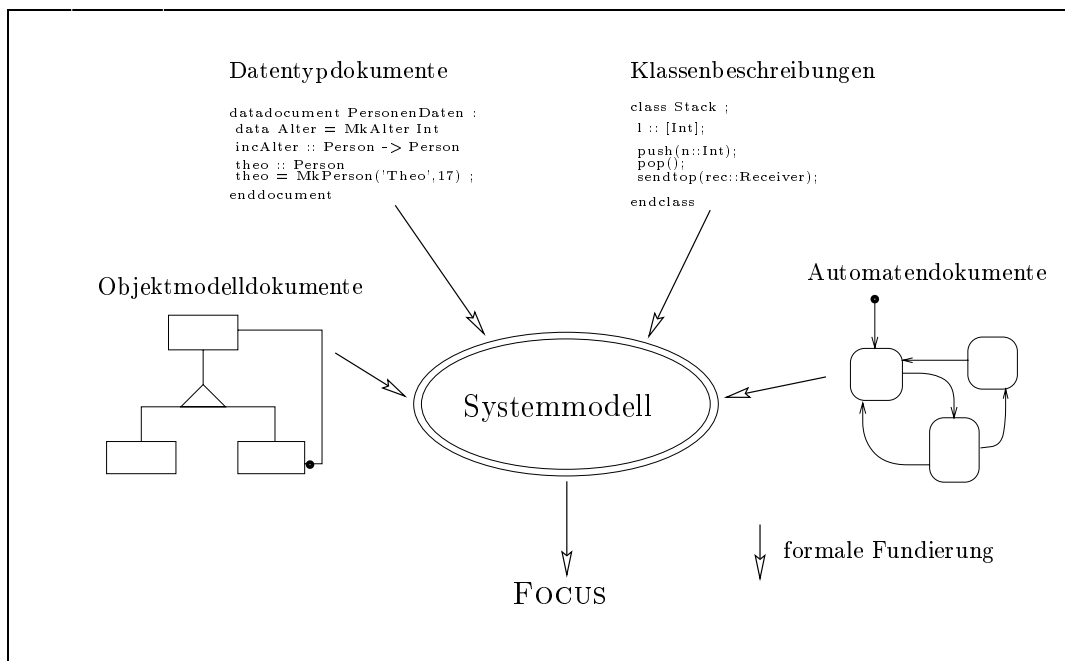 Datentypdokumente
datadocument PersonenDaten :
data Alter = MkAlter Int
incAlter :: Person -> Person
theo :: Person
theo = MkPerson('Theo',17) ;
enddocument
Klassenbeschreibungen
class Stack ;
l :: [Int];
push(n::Int);
pop();
sendtop(rec::Receiver);
endclass
Objektmodelldokumente
Automatendokumente
Systemmodell
formale Fundierung
FOCUS